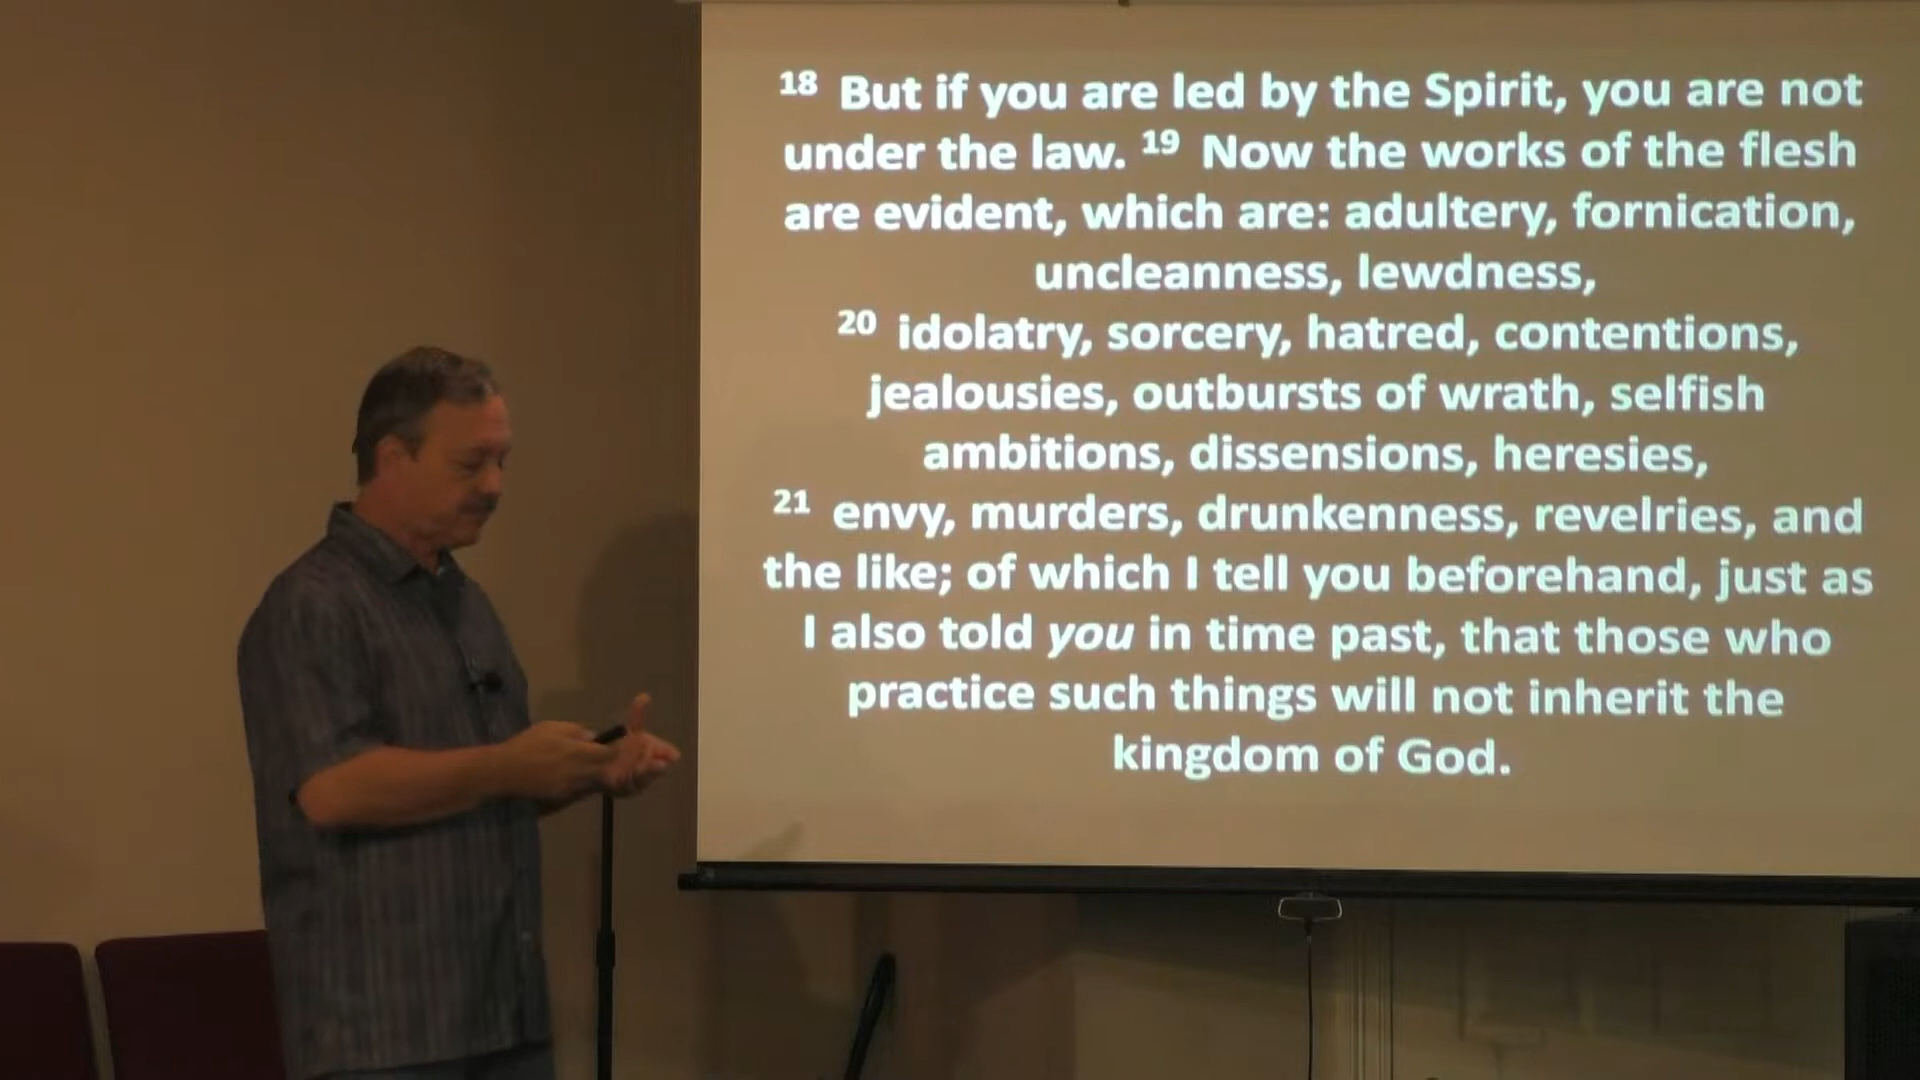 18 But if you are led by the Spirit, you are not
under the law. 19 Now the works of the flesh
are evident, which are: adultery, fornication,
uncleanness, lewdness,
20 idolatry, sorcery, hatred, contentions,
jealousies, outbursts of wrath, selfish
ambitions, dissensions, heresies,
21 envy, murders, drunkenness, revelries, and
the like; of which I tell you beforehand, just as
I also told you in time past, that those who
practice such things will not inherit the
kingdom of God.